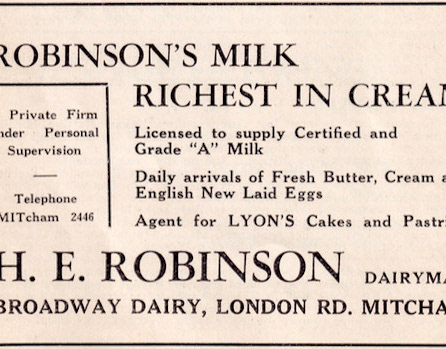 ROBINSON'S MILK
RICHEST IN CREAM
Private Firm
nder Personal
Supervision
Telephone
MITcham 2446
Licensed to supply Certified and
Grade "A" Milk
Daily arrivals of Fresh Butter, Cream a
English New Laid Eggs
Agent for LYON'S Cakes and Pastri
H. E. ROBINSON DAIRYMA
BROADWAY DAIRY, LONDON RD. MITCHA